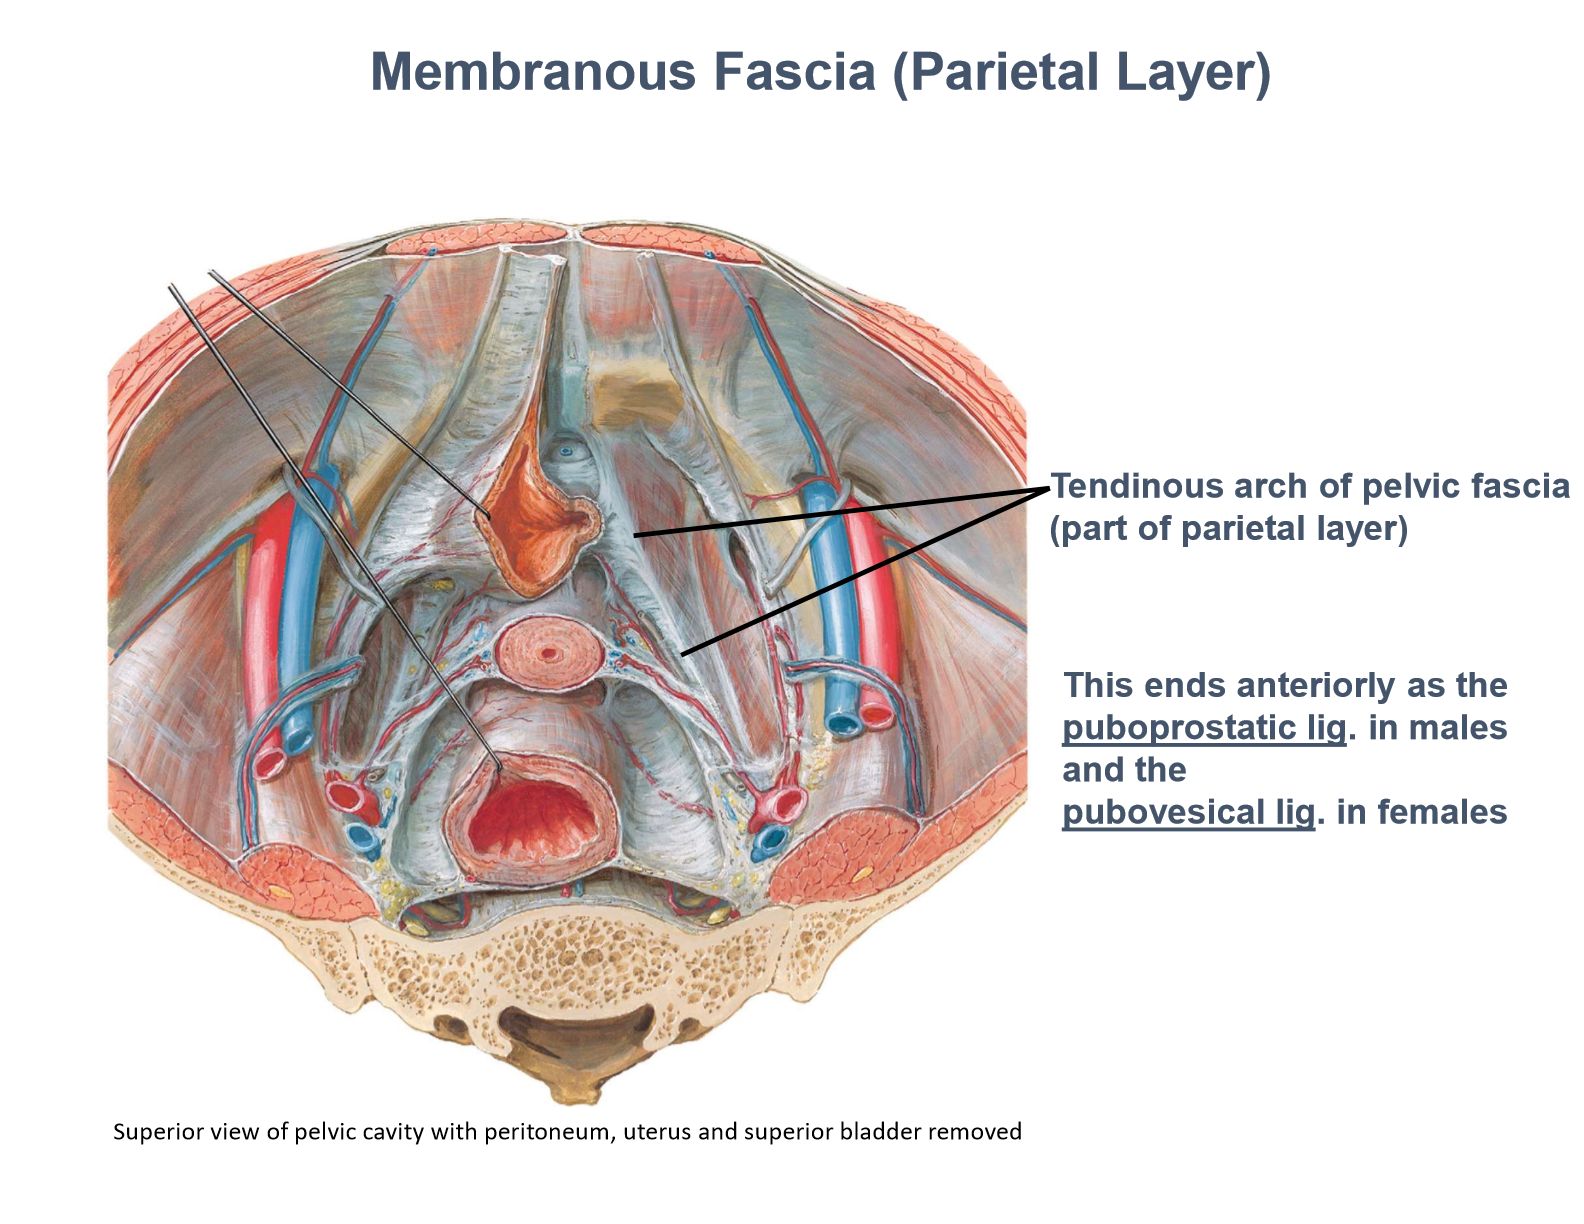 Membranous Fascia (Parietal Layer)
Tendinous arch of pelvic fascia
(part of parietal layer)
This ends anteriorly as the
puboprostatic lig. in males
and the
pubovesical lig. in females
Superior view of pelvic cavity with peritoneum, uterus and superior bladder removed